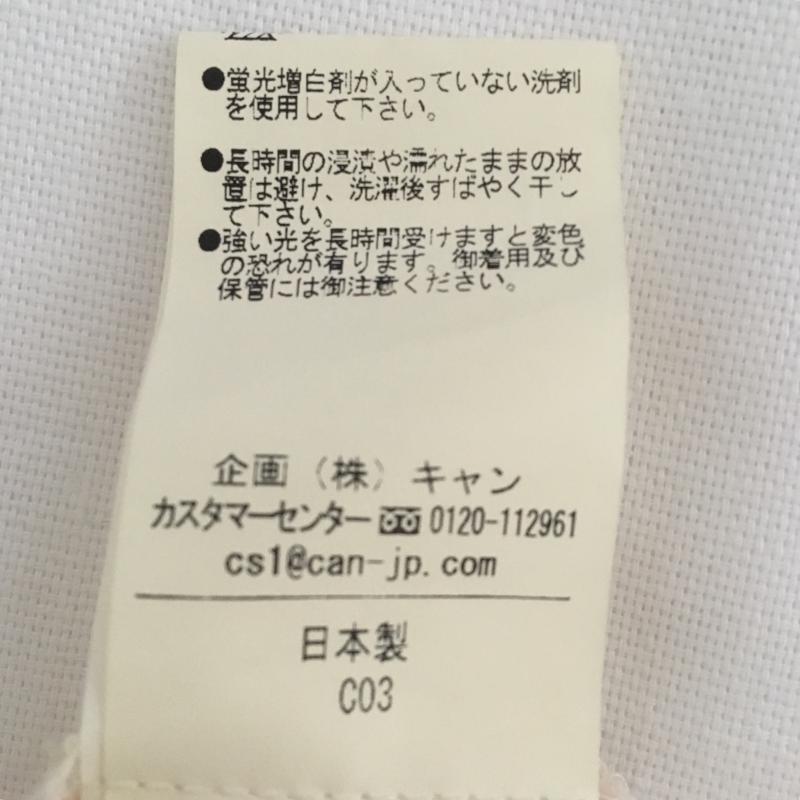 ●蛍光増白剤が入っていない洗剤
を使用して下さい。
●長時間の浸漬や濡れたままの放
置は避け、洗濯後すばやく干し
て下さい。
●強い光を長時間受けますと変色
の恐れが有ります。御着用及び
保管には御注意ください。
企画（株）キャン
カスタマーセンター 0120-112961
cs1@can-jp.com
日本製
C03